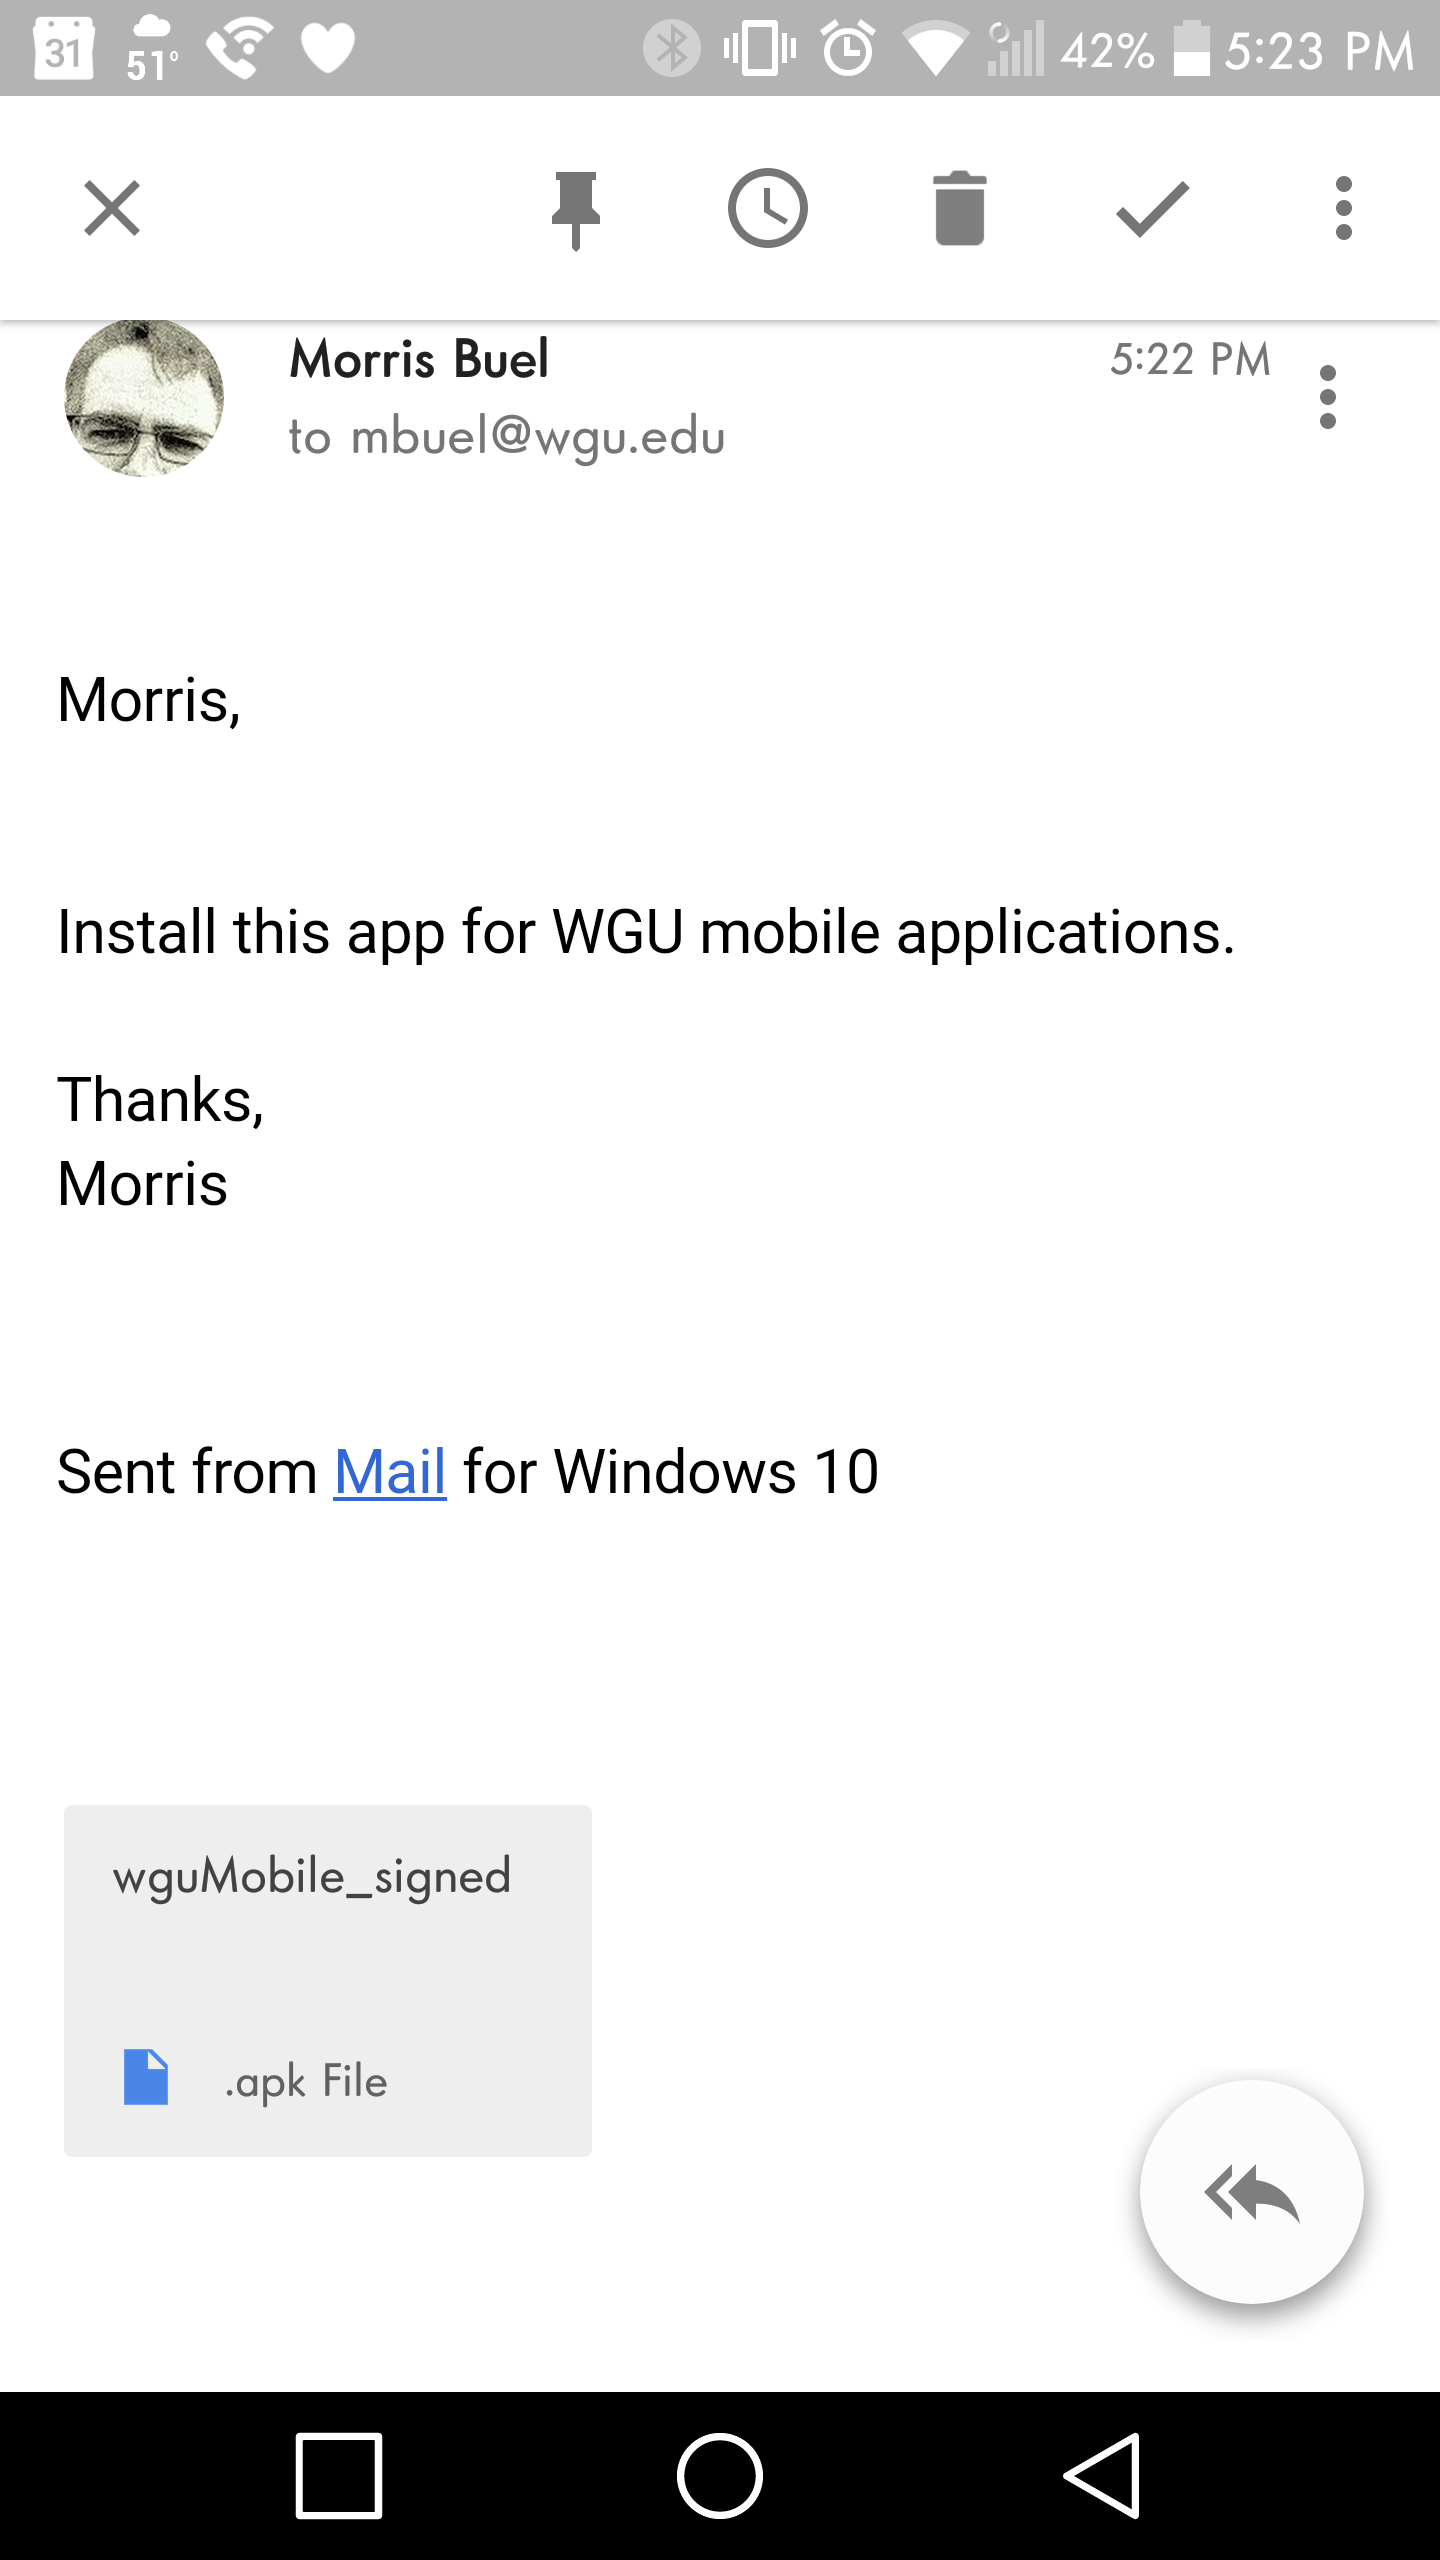 31 51° 42% 5:23 PM
Morris Buel 5:22 PM
to mbuel@wgu.edu
Morris,
Install this app for WGU mobile applications.
Thanks,
Morris
Sent from Mail for Windows 10
wguMobile_signed
.apk File